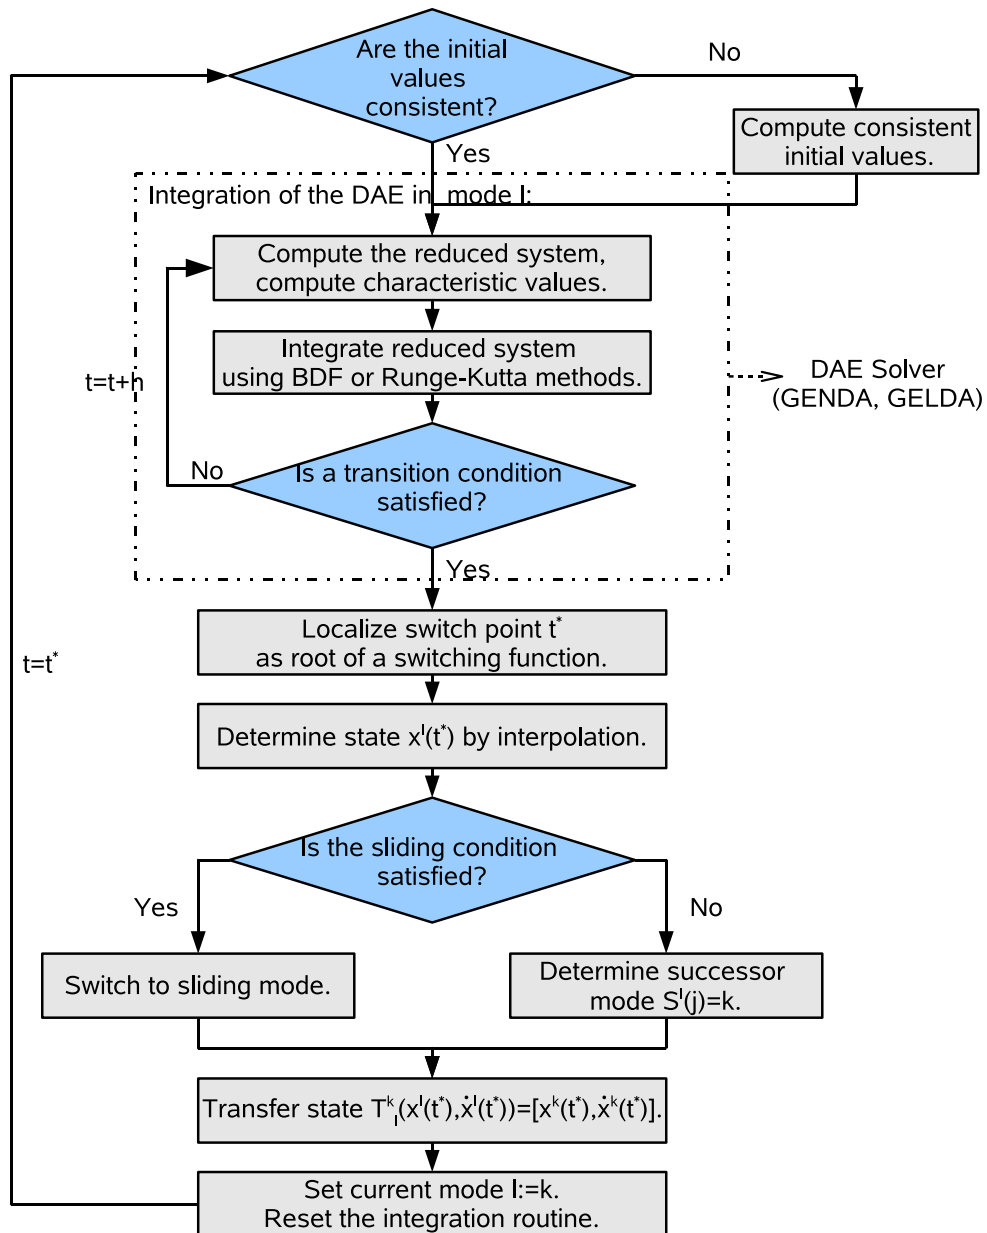 Are the initial
values
consistent?
No
Compute consistent
initial values.
Yes
Integration of the DAE in mode l:
Compute the reduced system,
compute characteristic values.
Integrate reduced system
using BDF or Runge-Kutta methods.
t=t+h
DAE Solver
(GENDA, GELDA)
No
Is a transition condition
satisfied?
Yes
Localize switch point t*
as root of a switching function.
t=t*
Determine state xˡ(t*) by interpolation.
Is the sliding condition
satisfied?
Yes
No
Switch to sliding mode.
Determine successor
mode Sˡ(j)=k.
Transfer state Tₗᵏ(xˡ(t*),ẋˡ(t*))=[xᵏ(t*),ẋᵏ(t*)].
Set current mode l:=k.
Reset the integration routine.